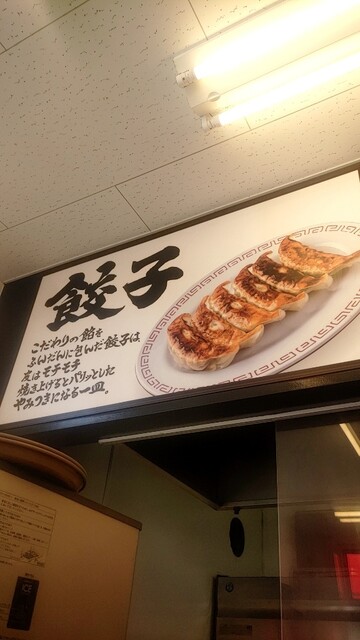 餃子
こだわりの餡を
ふんだんに包んだ餃子は
皮はモチモチ
焼き上げるとパリッとした
やみつきになる一皿。